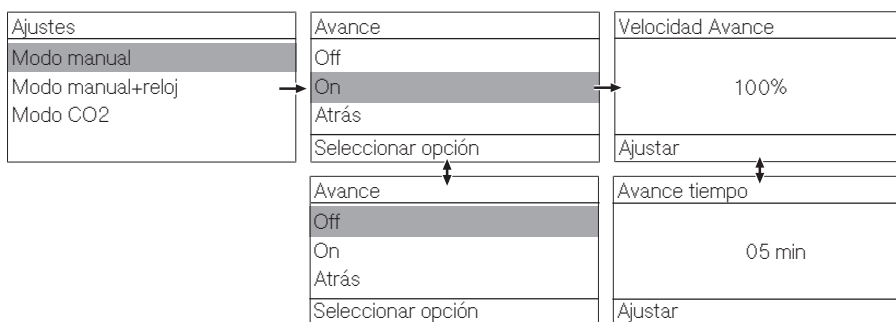 Ajustes
Modo manual
Modo manual+reloj
Modo CO2
Avance
Off
On
Atrás
Seleccionar opción
Velocidad Avance
100%
Ajustar
Avance
Off
On
Atrás
Seleccionar opción
Avance tiempo
05 min
Ajustar